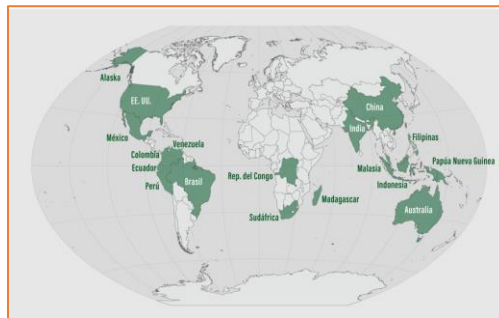 Alaska
EE. UU.
México
Venezuela
Colombia
Ecuador
Perú
Brasil
Rep. del Congo
Sudáfrica
Madagascar
China
India
Filipinas
Malasia
Indonesia
Papúa Nueva Guinea
Australia